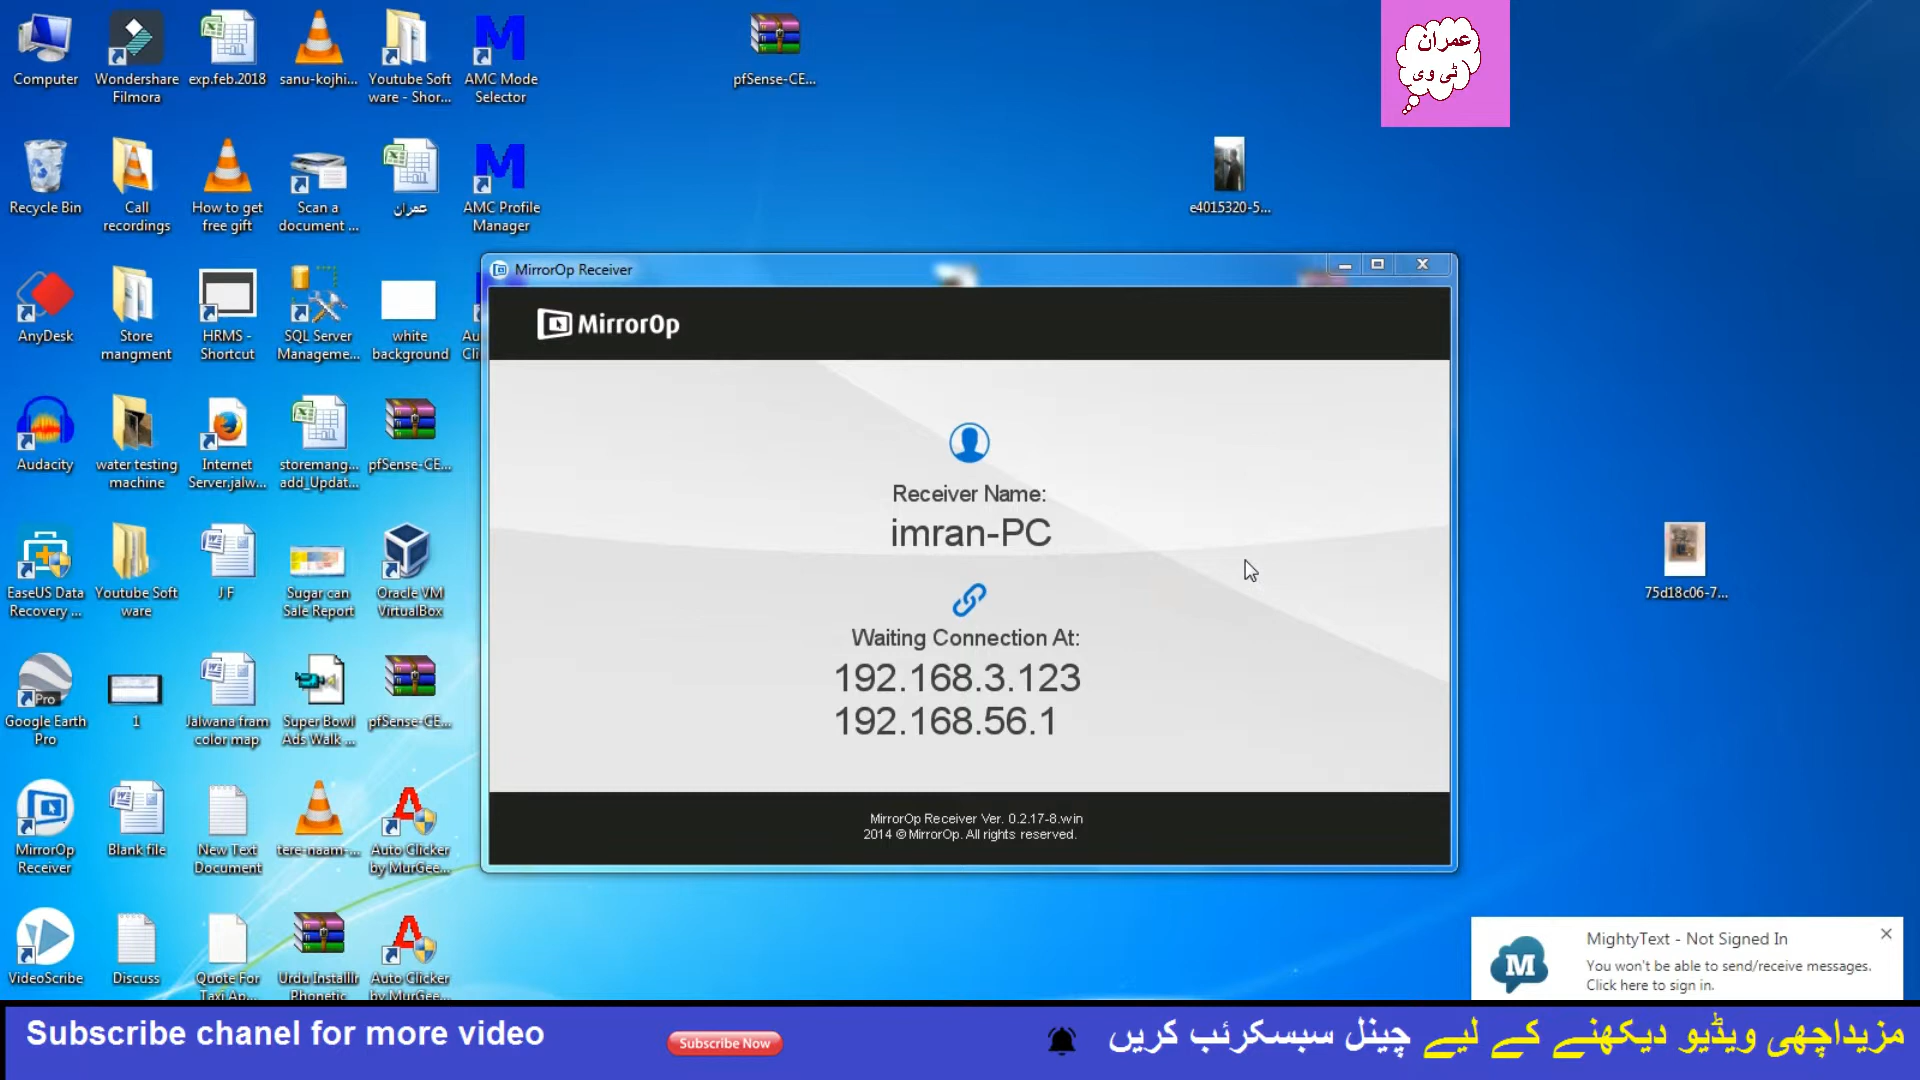 Computer
Wondershare
Filmora
exp.feb.2018
sanu-kojhi...
Youtube Soft
ware - Shor...
AMC Mode
Selector
pfSense-CE...
عمران
ٹی وی
Recycle Bin
Call
recordings
How to get
free gift
Scan a
document ...
عمران
AMC Profile
Manager
e4015320-5...
MirrorOp Receiver
AnyDesk
Store
mangment
HRMS -
Shortcut
SQL Server
Manageme...
white
background
Au
Cli
MirrorOp
Audacity
water testing
machine
Internet
Server.jalw...
storemang...
add_Updat...
pfSense-CE...
Receiver Name:
imran-PC
EaseUS Data
Recovery ...
Youtube Soft
ware
J F
Sugar can
Sale Report
Oracle VM
VirtualBox
75d18c06-7...
Waiting Connection At:
192.168.3.123
192.168.56.1
Pro
Google Earth
Pro
1
Jalwana fram
color map
Super Bowl
Ads Walk ...
pfSense-CE...
MirrorOp
Receiver
Blank file
New Text
Document
tere-naam-...
Auto Clicker
by MurGee...
MirrorOp Receiver Ver. 0.2.17-8.win
2014 © MirrorOp. All rights reserved.
VideoScribe
Discuss
Quote For
Taxi Ap...
Urdu Installlr
Phonetic
Auto Clicker
by MurGee...
MightyText - Not Signed In
You won't be able to send/receive messages.
Click here to sign in.
Subscribe chanel for more video
Subscribe Now
مزیداچھی ویڈیو دیکھنے کے لیے چینل سبسکرئب کریں